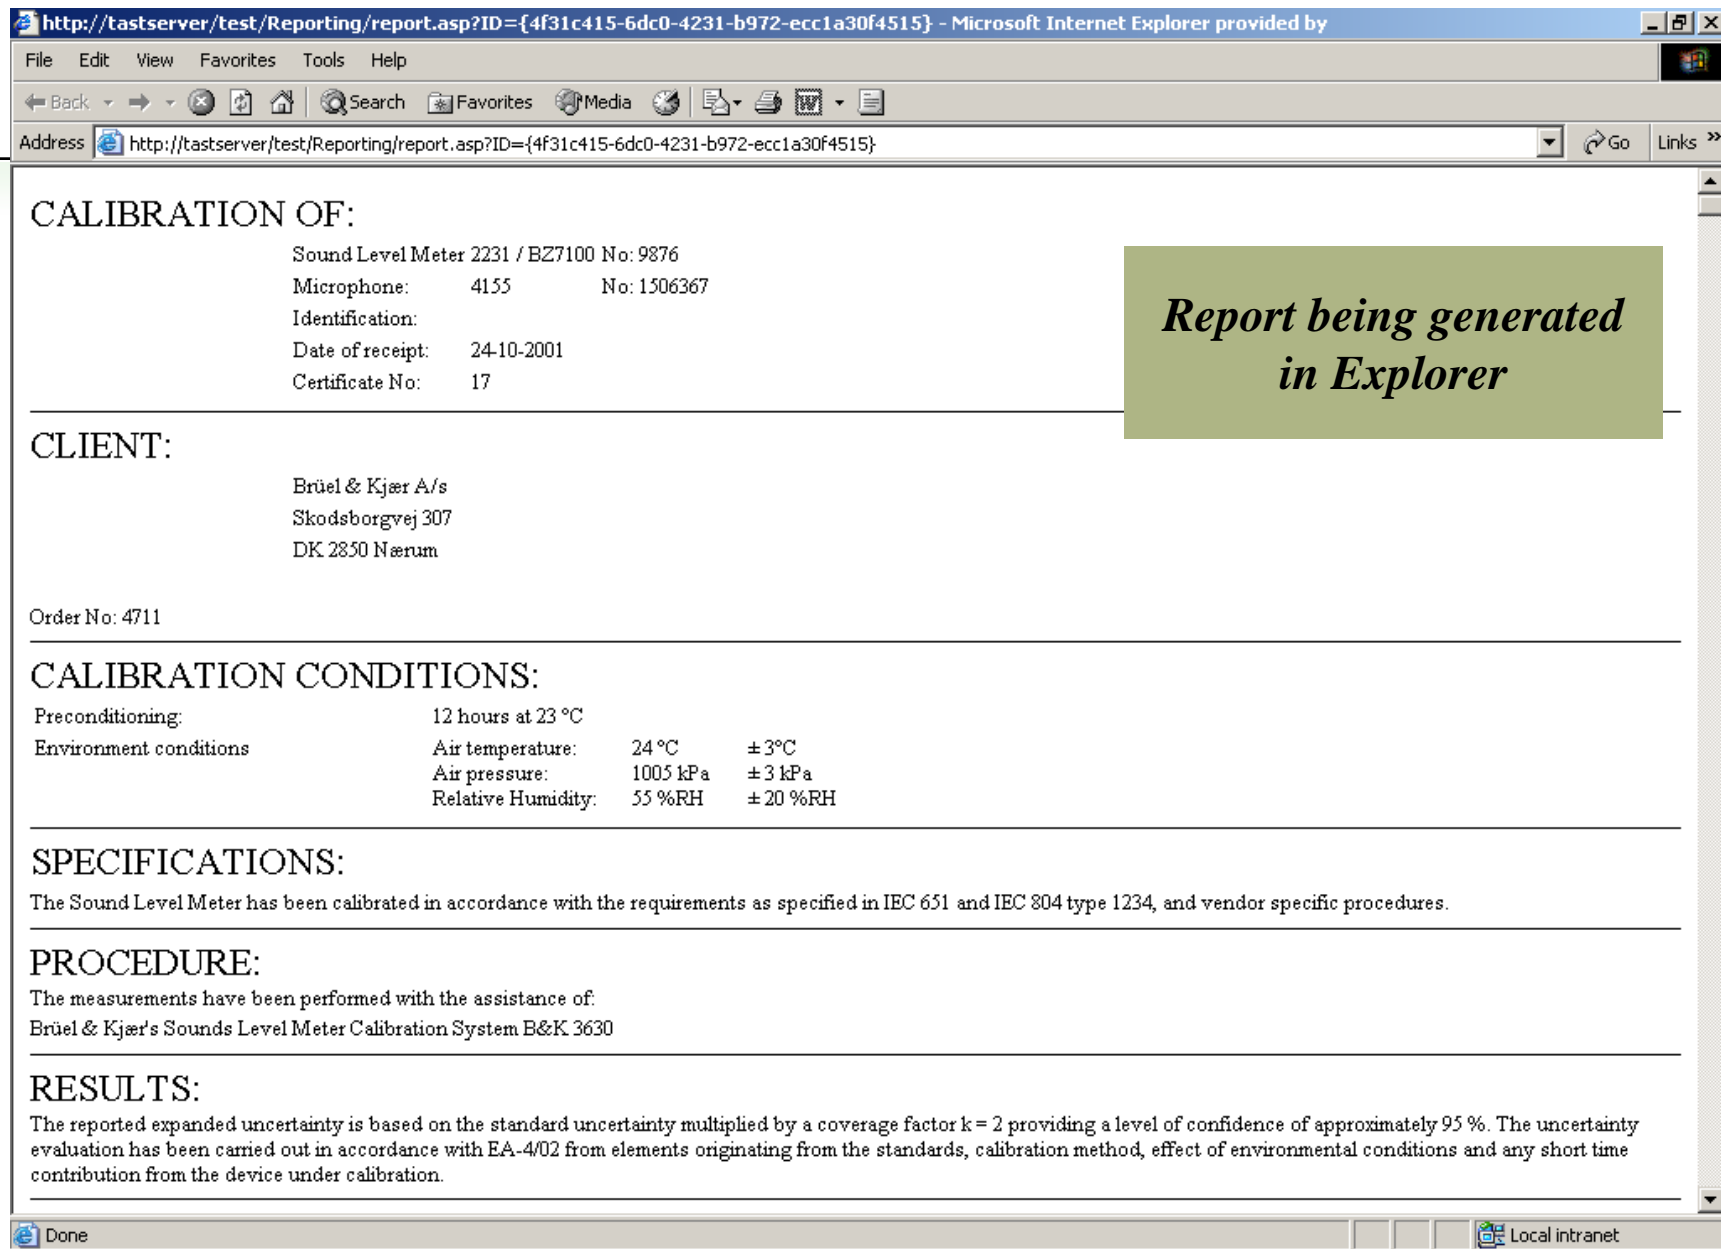 http://tastserver/test/Reporting/report.asp?ID={4f31c415-6dc0-4231-b972-ecc1a30f4515} - Microsoft Internet Explorer provided by
File Edit View Favorites Tools Help
Back Search Favorites Media
Address http://tastserver/test/Reporting/report.asp?ID={4f31c415-6dc0-4231-b972-ecc1a30f4515} Go Links »
CALIBRATION OF:
Sound Level Meter 2231 / BZ7100 No: 9876
Microphone: 4155 No: 1506367
Identification:
Date of receipt: 24-10-2001
Certificate No: 17
Report being generated
in Explorer
CLIENT:
Brüel & Kjær A/s
Skodsborgvej 307
DK 2850 Nærum
Order No: 4711
CALIBRATION CONDITIONS:
Preconditioning: 12 hours at 23 °C
Environment conditions Air temperature: 24 °C ± 3°C
Air pressure: 1005 kPa ± 3 kPa
Relative Humidity: 55 %RH ± 20 %RH
SPECIFICATIONS:
The Sound Level Meter has been calibrated in accordance with the requirements as specified in IEC 651 and IEC 804 type 1234, and vendor specific procedures.
PROCEDURE:
The measurements have been performed with the assistance of:
Brüel & Kjær's Sounds Level Meter Calibration System B&K 3630
RESULTS:
The reported expanded uncertainty is based on the standard uncertainty multiplied by a coverage factor k = 2 providing a level of confidence of approximately 95 %. The uncertainty
evaluation has been carried out in accordance with EA-4/02 from elements originating from the standards, calibration method, effect of environmental conditions and any short time
contribution from the device under calibration.
Done Local intranet